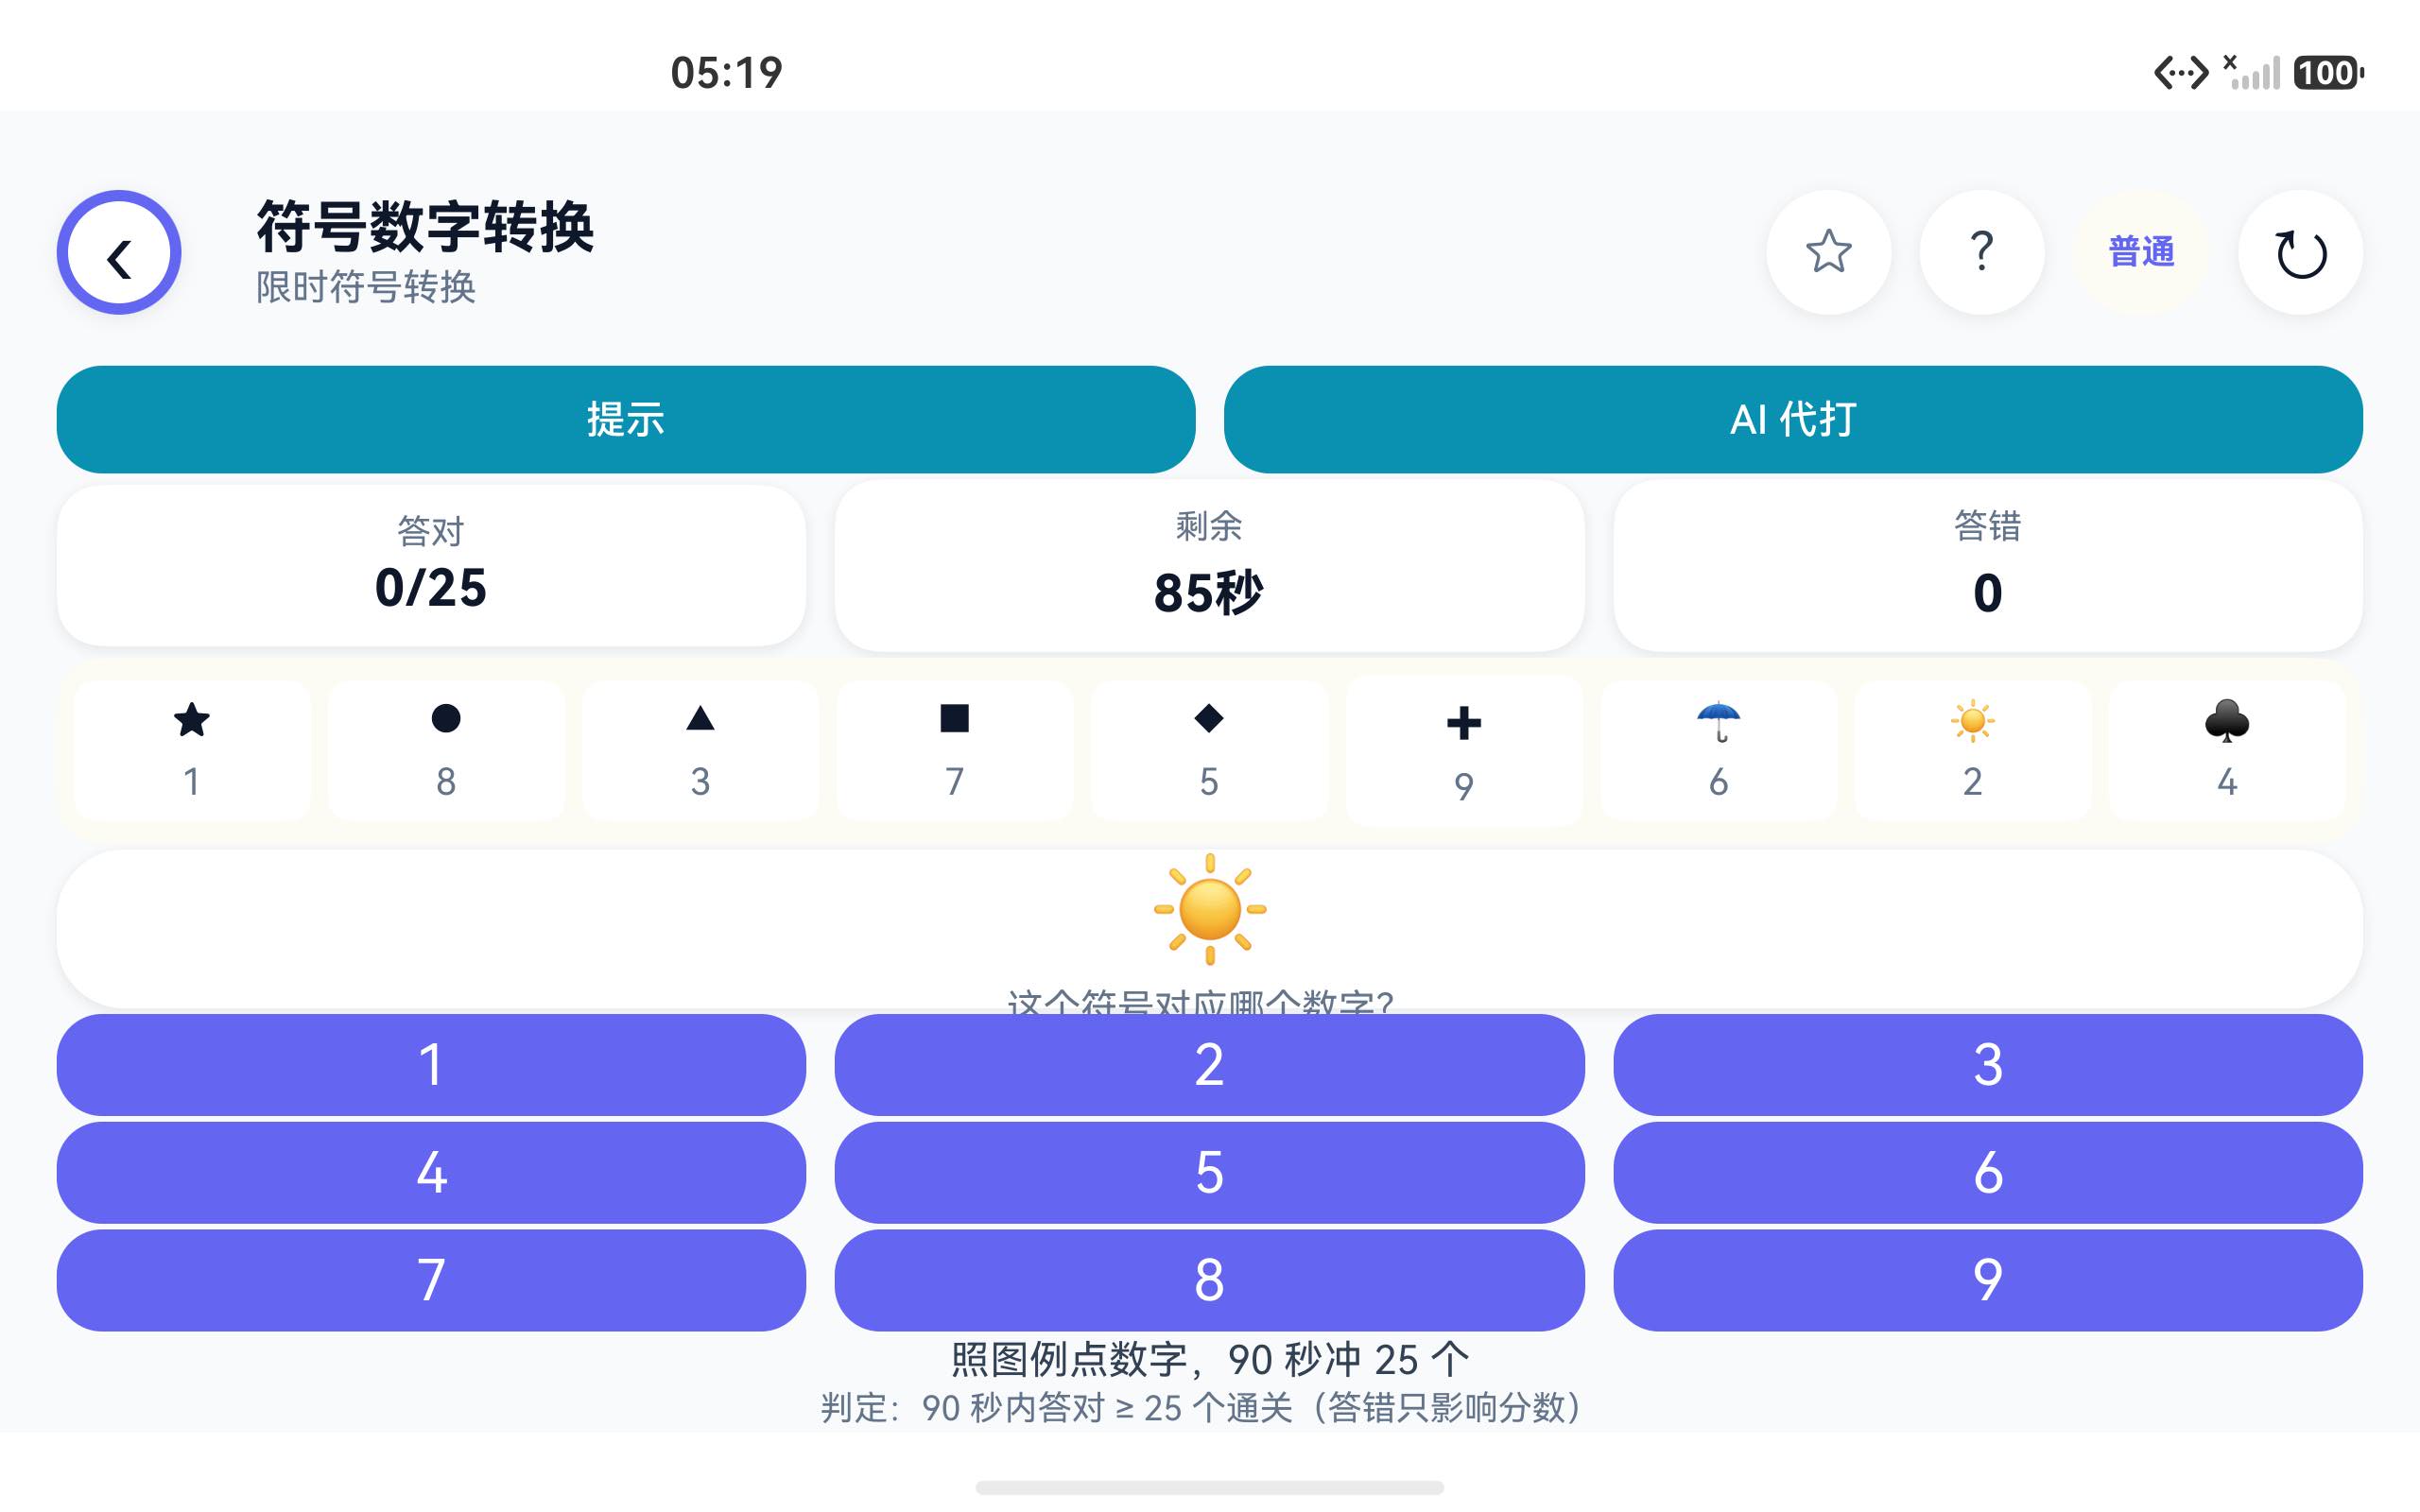 05:19
100
符号数字转换
限时符号转换
?
普通
提示
AI 代打
答对
0/25
剩余
85秒
答错
0
★ ● ▲ ■ ◆ ✚ ☂ ☀ ♣
1 8 3 7 5 9 6 2 4
这个符号对应哪个数字?
1 2 3
4 5 6
7 8 9
照图例点数字，90 秒冲 25 个
判定：90 秒内答对 ≥ 25 个通关（答错只影响分数）